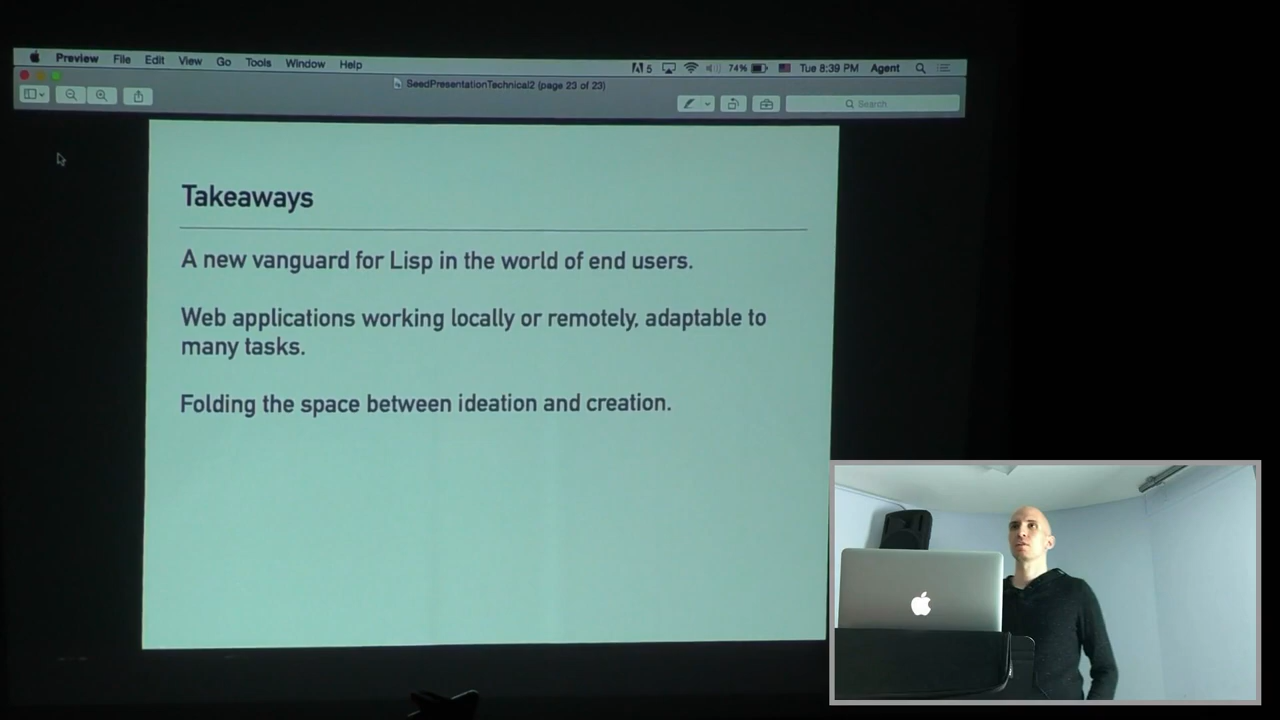 Preview File Edit View Go Tools Window Help 5 74% Tue 8:39 PM Agent
SeedPresentationTechnical2 (page 23 of 23)
Search
Takeaways
A new vanguard for Lisp in the world of end users.
Web applications working locally or remotely, adaptable to
many tasks.
Folding the space between ideation and creation.